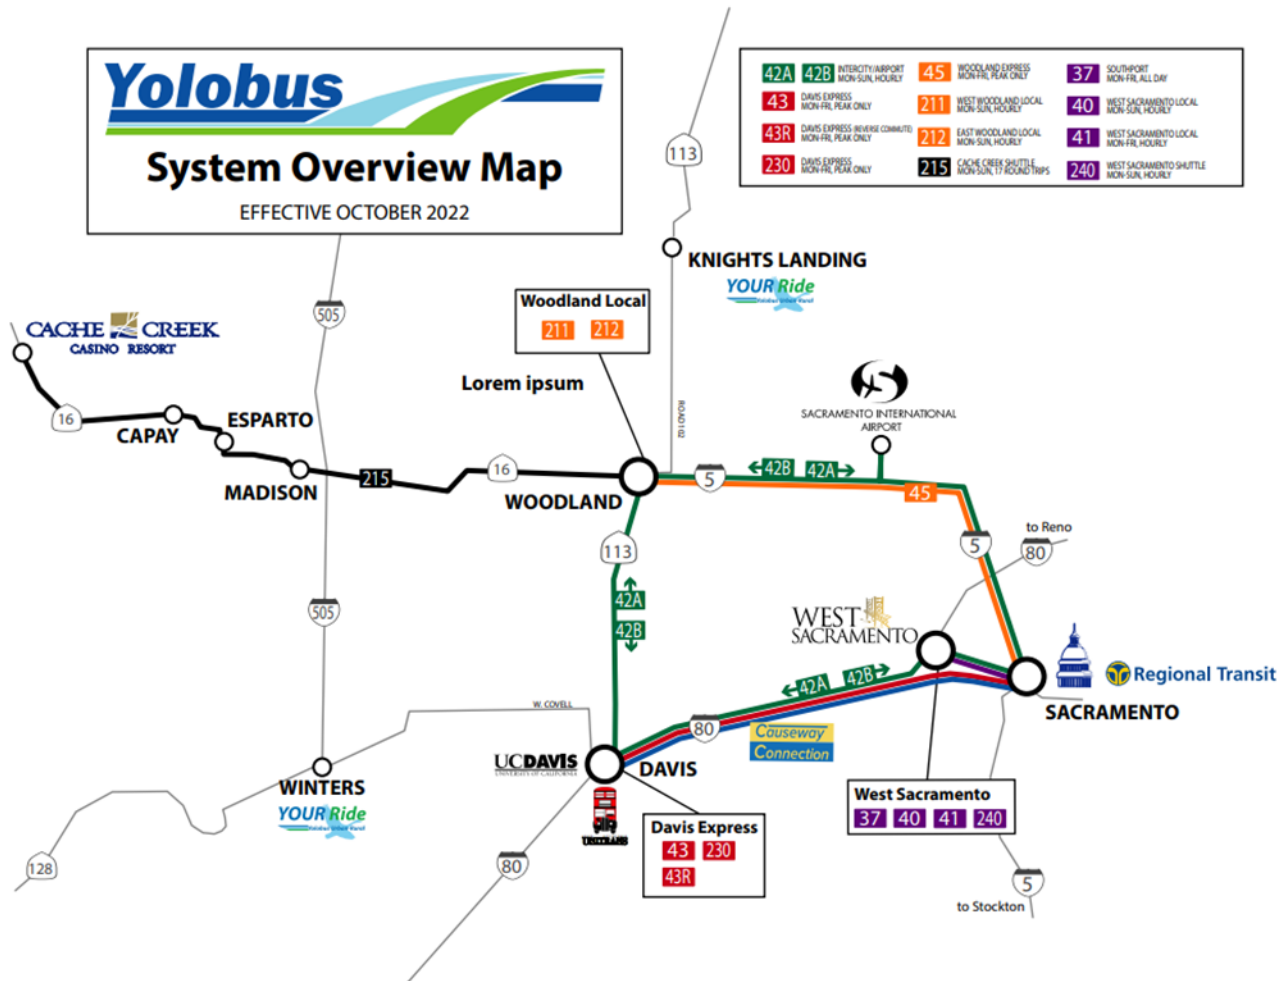 Yolobus
System Overview Map
EFFECTIVE OCTOBER 2022
42A 42B INTERCITY/AIRPORT
MON-SUN, HOURLY
43 DAVIS EXPRESS
MON-FRI, PEAK ONLY
43R DAVIS EXPRESS (REVERSE COMMUTE)
MON-FRI, PEAK ONLY
230 DAVIS EXPRESS
MON-FRI, PEAK ONLY
45 WOODLAND EXPRESS
MON-FRI, PEAK ONLY
211 WEST WOODLAND LOCAL
MON-SUN, HOURLY
212 EAST WOODLAND LOCAL
MON-SUN, HOURLY
215 CACHE CREEK SHUTTLE
MON-SUN, 17 ROUND TRIPS
37 SOUTHPORT
MON-FRI, ALL DAY
40 WEST SACRAMENTO LOCAL
MON-SUN, HOURLY
41 WEST SACRAMENTO LOCAL
MON-FRI, HOURLY
240 WEST SACRAMENTO SHUTTLE
MON-SUN, HOURLY
113
KNIGHTS LANDING
YOUR Ride
505
Woodland Local
211 212
CACHE CREEK
CASINO RESORT
Lorem ipsum
ROAD 102
SACRAMENTO INTERNATIONAL
AIRPORT
16
CAPAY
ESPARTO
MADISON
215
16
WOODLAND
5
42B 42A
45
113
5
to Reno
80
505
42A
42B
WEST
SACRAMENTO
42A 42B
Regional Transit
SACRAMENTO
W. COVELL
80
Causeway
Connection
UCDAVIS
UNIVERSITY OF CALIFORNIA
DAVIS
UNITRANS
WINTERS
YOUR Ride
West Sacramento
37 40 41 240
Davis Express
43 230
43R
128
80
5
to Stockton